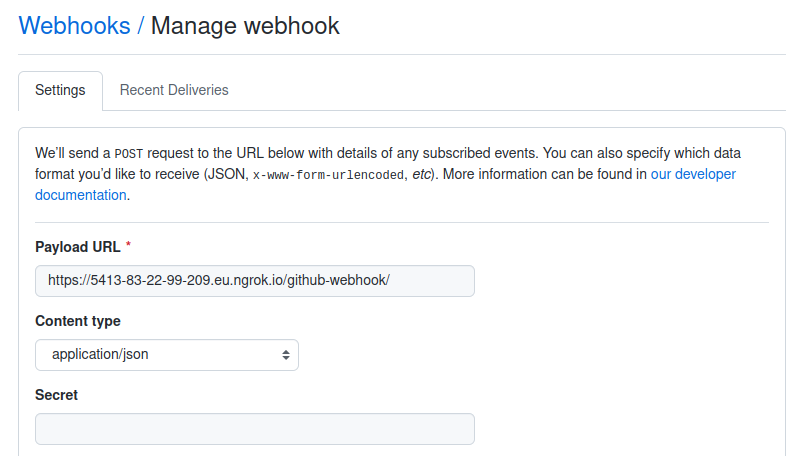 Webhooks / Manage webhook
Settings
Recent Deliveries
We’ll send a POST request to the URL below with details of any subscribed events. You can also specify which data
format you’d like to receive (JSON, x-www-form-urlencoded, etc). More information can be found in our developer
documentation.
Payload URL *
https://5413-83-22-99-209.eu.ngrok.io/github-webhook/
Content type
application/json
Secret